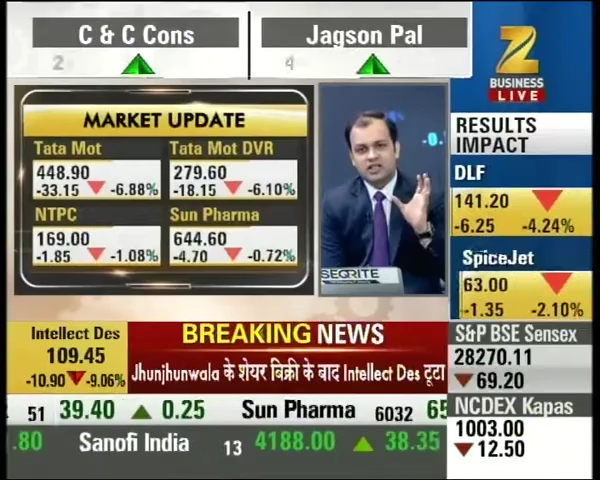 C & C Cons
Jagson Pal
2
4
Z
BUSINESS
LIVE
MARKET UPDATE
Tata Mot
448.90
-33.15 -6.88%
Tata Mot DVR
279.60
-18.15 -6.10%
NTPC
169.00
-1.85 -1.08%
Sun Pharma
644.60
-4.70 -0.72%
-0.
SEQRITE
RESULTS
IMPACT
DLF
141.20
-6.25 -4.24%
SpiceJet
63.00
-1.35 -2.10%
Intellect Des
109.45
-10.90 -9.06%
BREAKING NEWS
Jhunjhunwala के शेयर बिक्री के बाद Intellect Des टूटा
S&P BSE Sensex
28270.11
69.20
NCDEX Kapas
1003.00
12.50
51 39.40 0.25 Sun Pharma 6032 65
.80 Sanofi India 13 4188.00 38.35